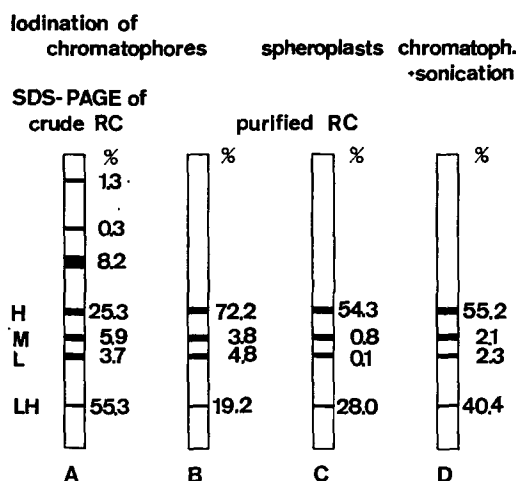 Iodination of
chromatophores spheroplasts chromatoph.
+sonication
SDS-PAGE of
crude RC purified RC
% % % %
1.3
0.3
8.2
H 25.3 72.2 54.3 55.2
M 5.9 3.8 0.8 2.1
L 3.7 4.8 0.1 2.3
LH 55.3 19.2 28.0 40.4
A B C D